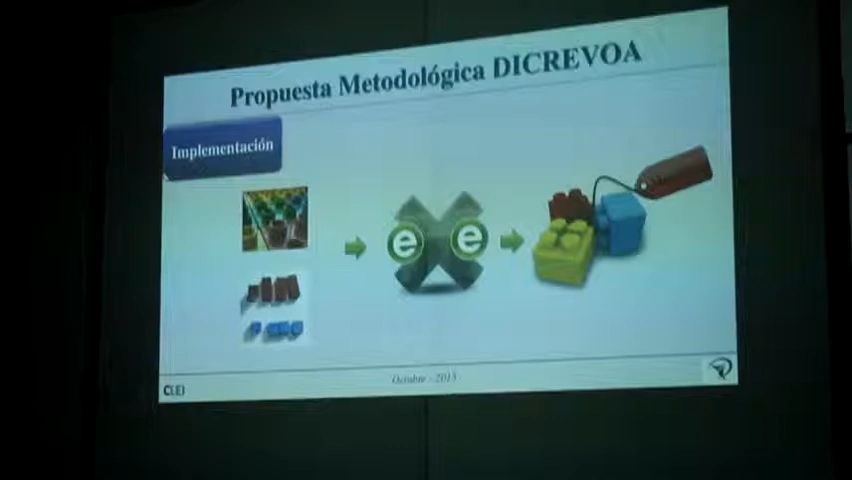 Propuesta Metodológica DICREVOA
Implementación
e e
Octubre - 2013
CLEI